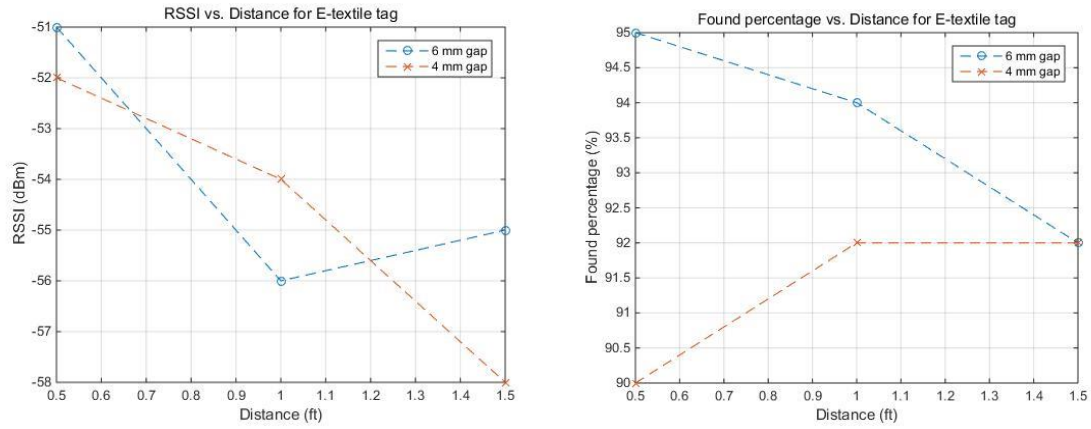 RSSI vs. Distance for E-textile tag
6 mm gap
4 mm gap
-51
-52
-53
-54
-55
-56
-57
-58
RSSI (dBm)
0.5 0.6 0.7 0.8 0.9 1 1.1 1.2 1.3 1.4 1.5
Distance (ft)
Found percentage vs. Distance for E-textile tag
6 mm gap
4 mm gap
95
94.5
94
93.5
93
92.5
92
91.5
91
90.5
90
Found percentage (%)
0.5 0.6 0.7 0.8 0.9 1 1.1 1.2 1.3 1.4 1.5
Distance (ft)